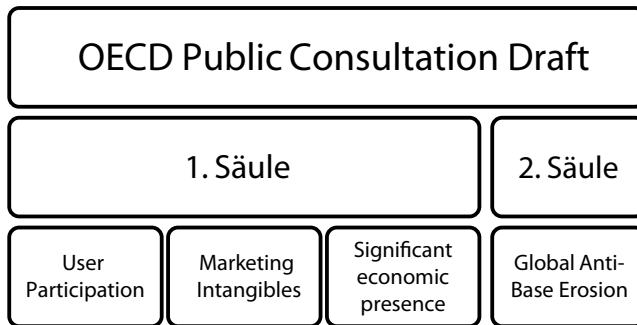 OECD Public Consultation Draft
1. Säule
2. Säule
User
Participation
Marketing
Intangibles
Significant
economic
presence
Global Anti-
Base Erosion